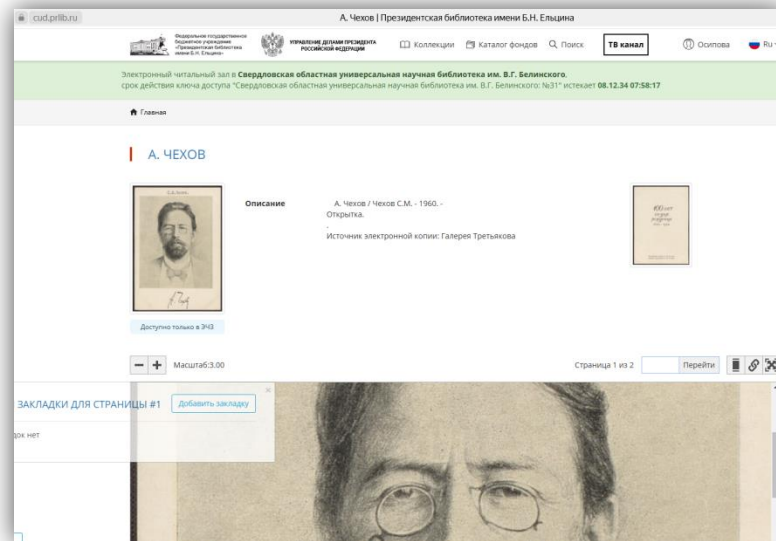 cud.prlib.ru
А. Чехов | Президентская библиотека имени Б.Н. Ельцина
Федеральное государственное
бюджетное учреждение
«Президентская библиотека
имени Б.Н. Ельцина»
УПРАВЛЕНИЕ ДЕЛАМИ ПРЕЗИДЕНТА
РОССИЙСКОЙ ФЕДЕРАЦИИ
Коллекции
Каталог фондов
Поиск
ТВ канал
Осипова
Ru
Электронный читальный зал в Свердловская областная универсальная научная библиотека им. В.Г. Белинского.
срок действия ключа доступа "Свердловская областная универсальная научная библиотека им. В.Г. Белинского: №31" истекает 08.12.34 07:58:17
Главная
А. ЧЕХОВ
Описание
А. Чехов / Чехов С.М. - 1960. -
Открытка.
.
Источник электронной копии: Галерея Третьякова
Доступно только в ЭЧЗ
Масштаб:3.00
Страница 1 из 2
Перейти
ЗАКЛАДКИ ДЛЯ СТРАНИЦЫ #1
Добавить закладку
×
док нет